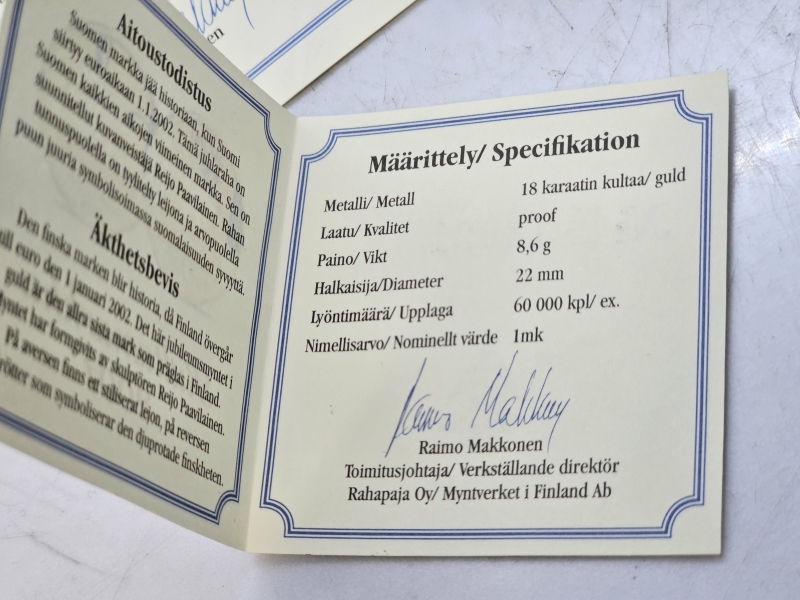 en
Aitoustodistus
Suomen markka jää historiaan, kun Suomi
siirtyy euroaikaan 1.1.2002. Tämä juhlaraha on
Suomen kaikkien aikojen viimeinen markka. Sen on
suunnitellut kuvanveistäjä Reijo Paavilainen. Rahan
tunnuspuolella on tyylitelty leijona ja arvopuolella
puun juuria symbolisoimassa suomalaisuuden syvyyttä.
Äkthetsbevis
Den finska marken blir historia, då Finland övergår
till euro den 1 januari 2002. Det här jubileumsmyntet i
guld är den allra sista mark som präglas i Finland.
Myntet har formgivits av skulptören Reijo Paavilainen.
På aversen finns ett stiliserat lejon, på reversen
rötter som symboliserar den djuprotade finskheten.
Määrittely/ Specifikation
Metalli/ Metall 18 karaatin kultaa/ guld
Laatu/ Kvalitet proof
Paino/ Vikt 8,6 g
Halkaisija/Diameter 22 mm
Lyöntimäärä/ Upplaga 60 000 kpl/ ex.
Nimellisarvo/ Nominellt värde 1mk
Raimo Makkonen
Raimo Makkonen
Toimitusjohtaja/ Verkställande direktör
Rahapaja Oy/ Myntverket i Finland Ab